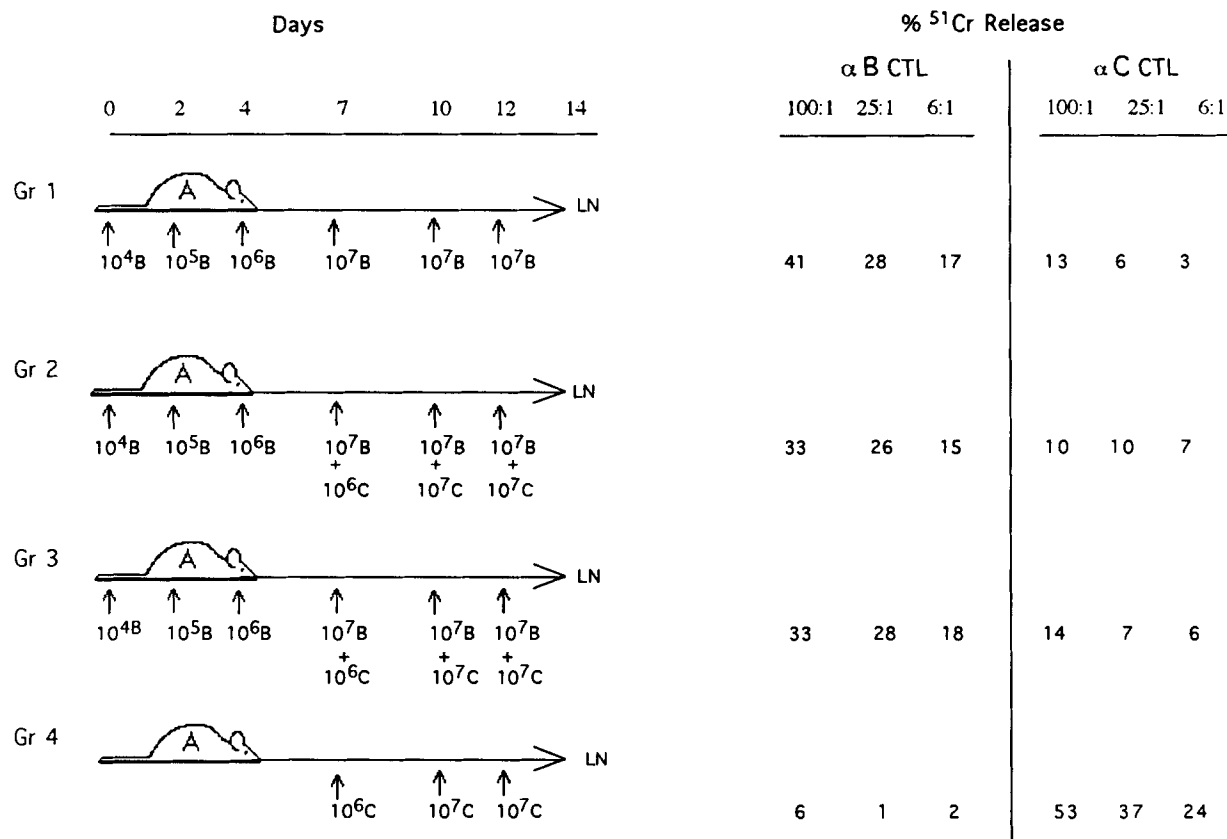 Days % ⁵¹Cr Release
α B CTL α C CTL
0 2 4 7 10 12 14 100:1 25:1 6:1 100:1 25:1 6:1
Gr 1 A LN
10⁴B 10⁵B 10⁶B 10⁷B 10⁷B 10⁷B 41 28 17 13 6 3
Gr 2 A LN
10⁴B 10⁵B 10⁶B 10⁷B 10⁷B 10⁷B 33 26 15 10 10 7
+ + +
10⁶C 10⁷C 10⁷C
Gr 3 A LN
10⁴B 10⁵B 10⁶B 10⁷B 10⁷B 10⁷B 33 28 18 14 7 6
+ + +
10⁶C 10⁷C 10⁷C
Gr 4 A LN
10⁶C 10⁷C 10⁷C 6 1 2 53 37 24